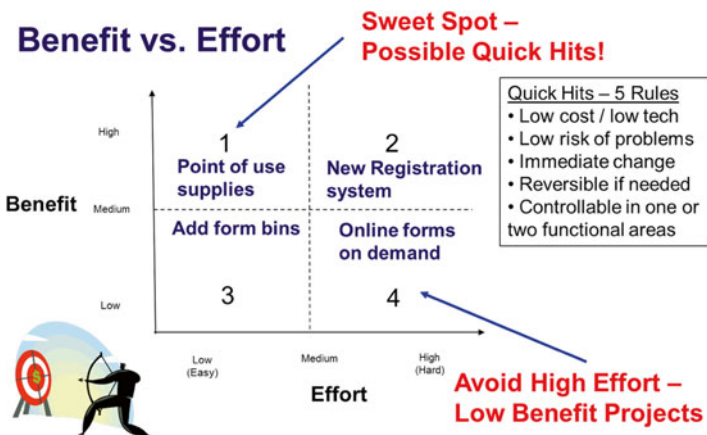 Benefit vs. Effort
Sweet Spot –
Possible Quick Hits!
Quick Hits – 5 Rules
• Low cost / low tech
• Low risk of problems
• Immediate change
• Reversible if needed
• Controllable in one or
two functional areas
Benefit
High
Medium
Low
1
Point of use
supplies
2
New Registration
system
Add form bins
3
Online forms
on demand
4
Low
(Easy)
Medium
High
(Hard)
Effort
Avoid High Effort –
Low Benefit Projects
$